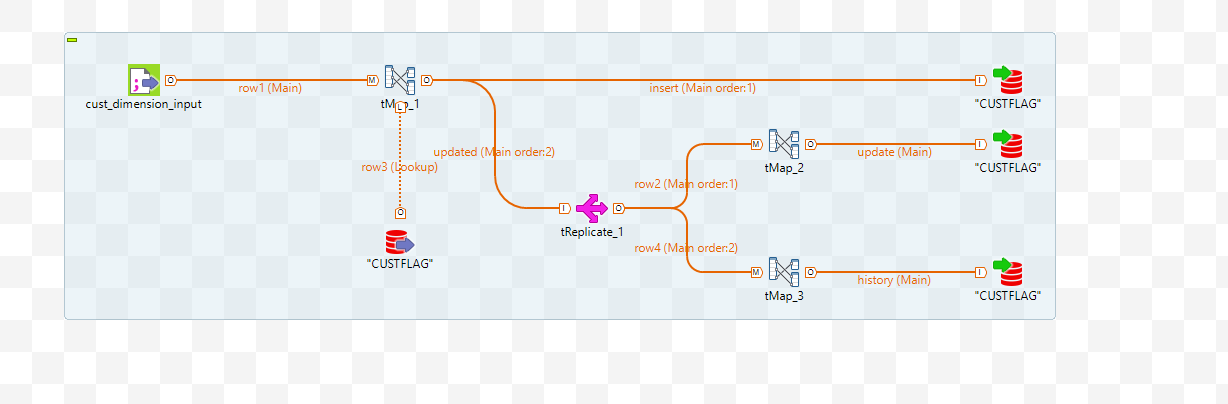 row1 (Main)
insert (Main order:1)
cust_dimension_input
tMap_1
"CUSTFLAG"
updated (Main order:2)
update (Main)
row3 (Lookup)
tMap_2
"CUSTFLAG"
row2 (Main order:1)
tReplicate_1
row4 (Main order:2)
"CUSTFLAG"
history (Main)
tMap_3
"CUSTFLAG"